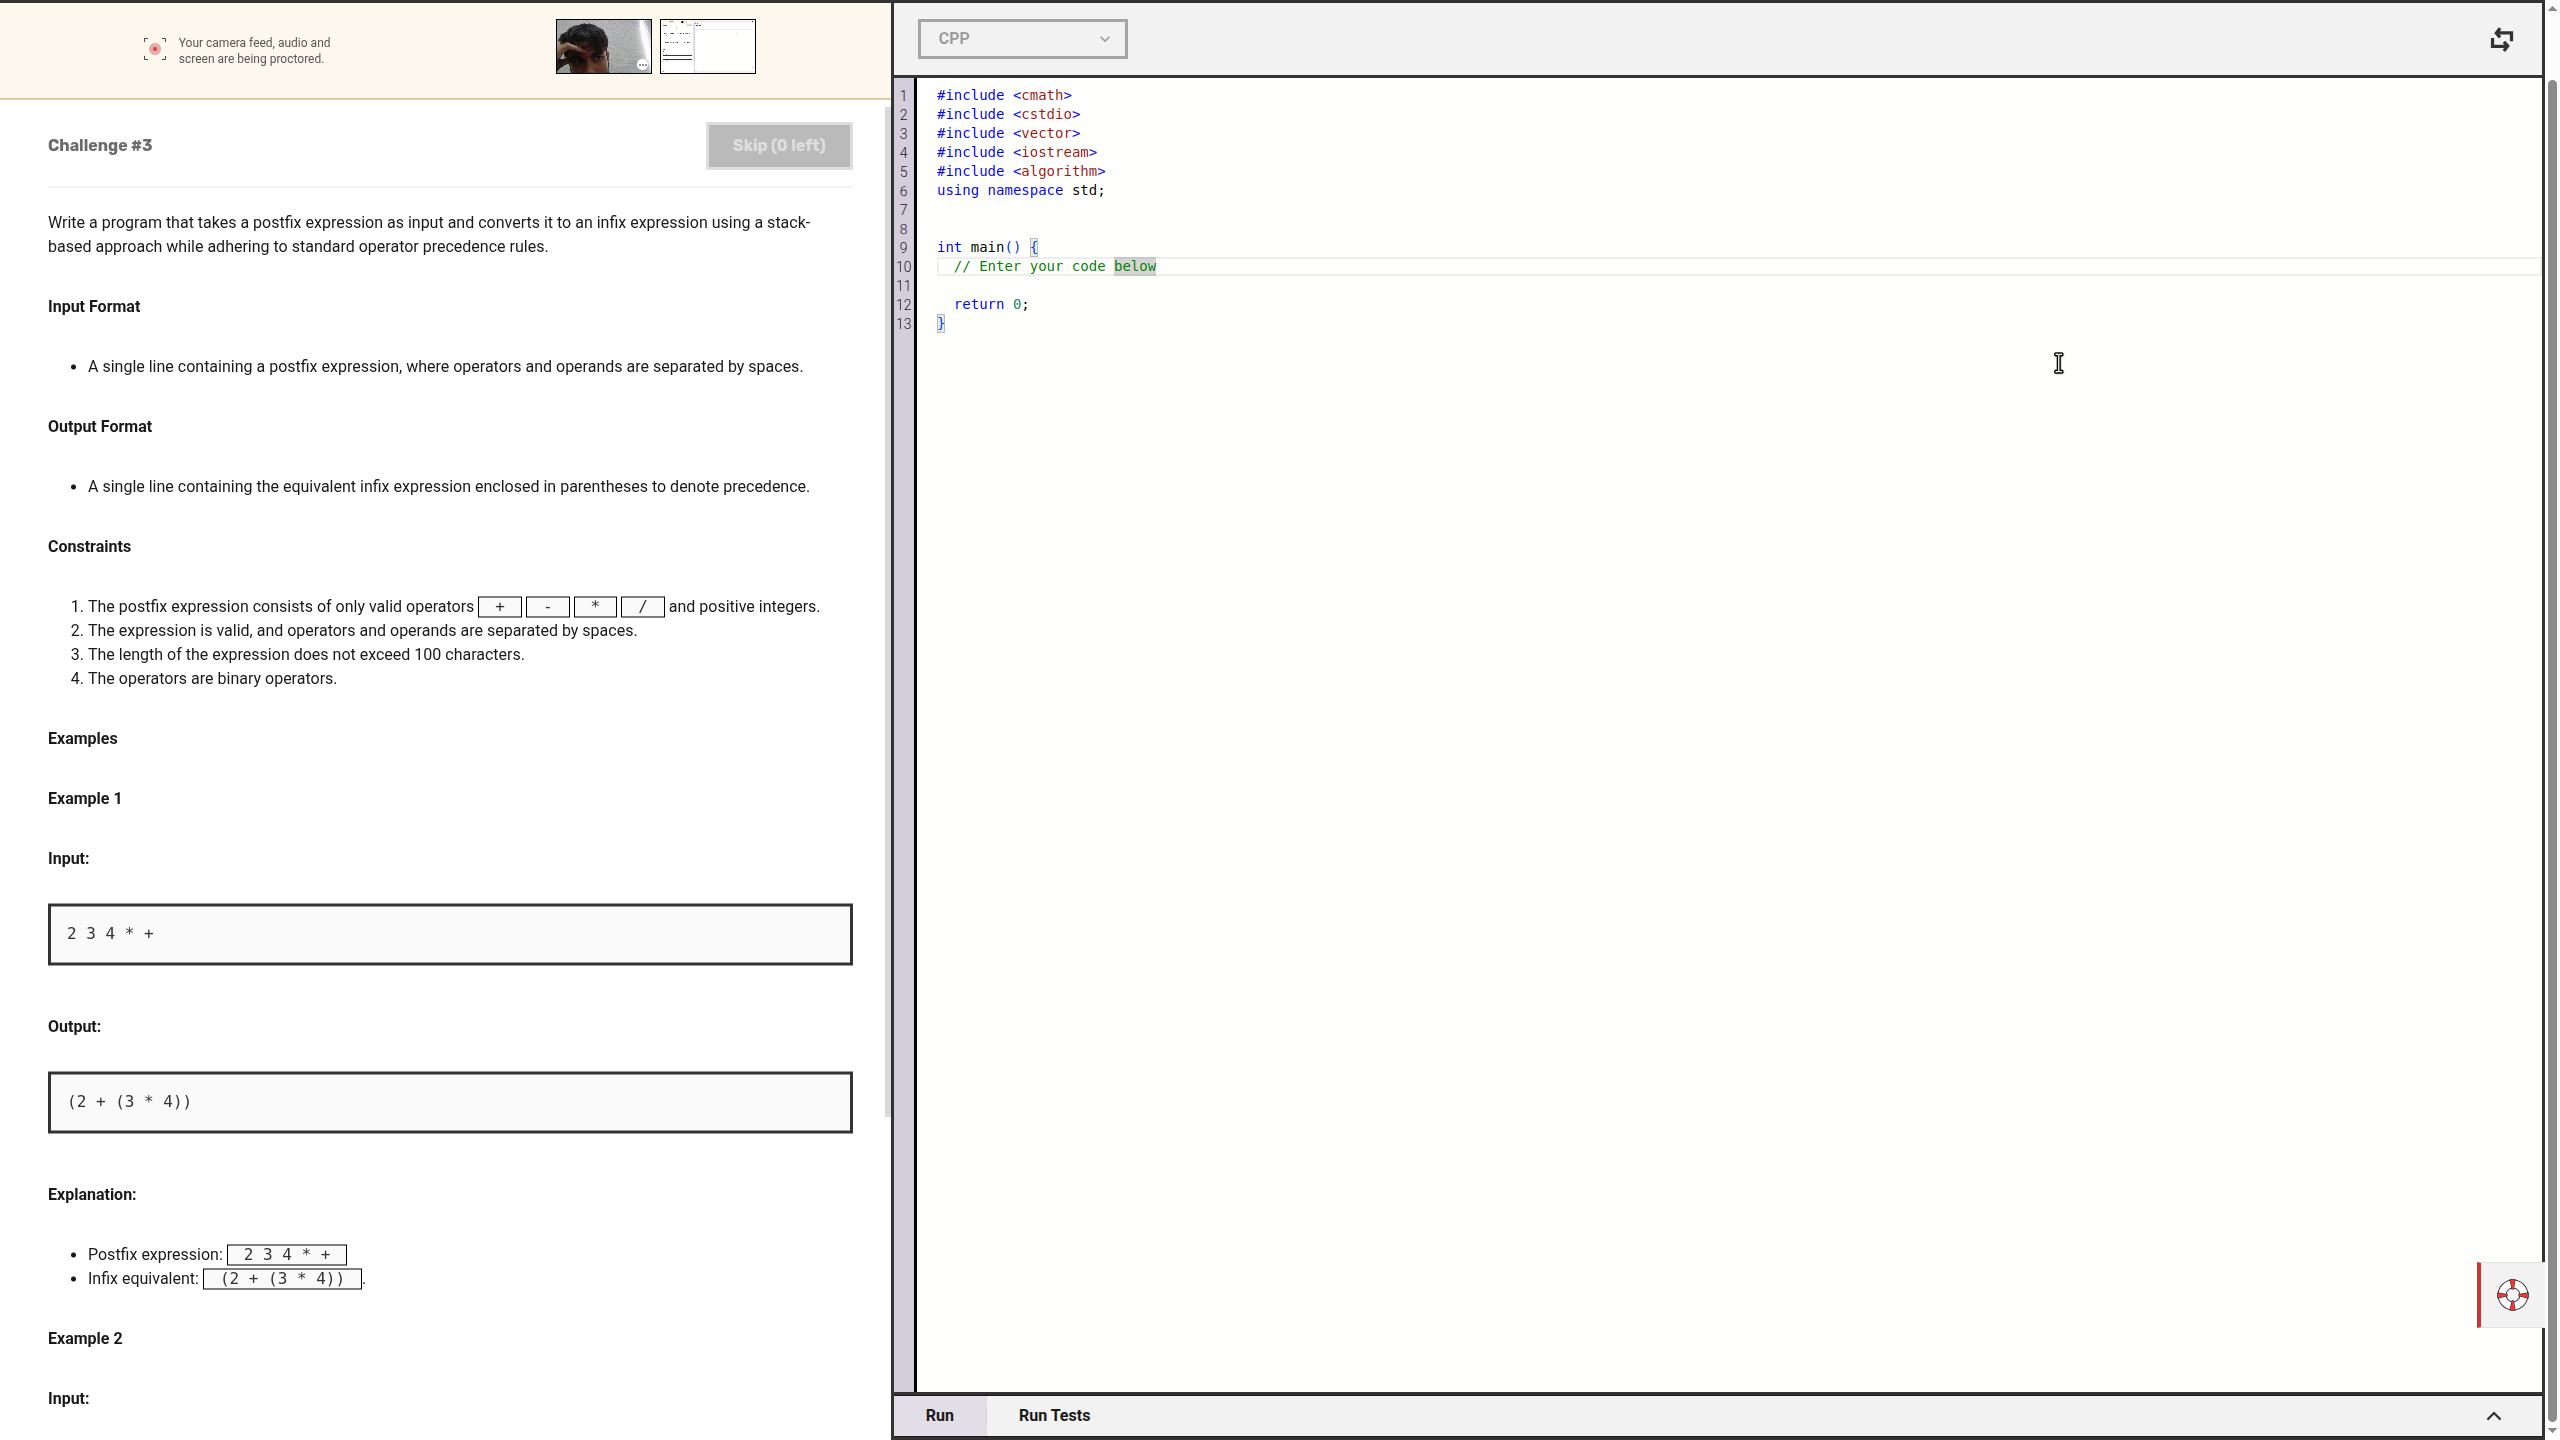 Your camera feed, audio and
screen are being proctored.
Challenge #3
Skip (0 left)
Write a program that takes a postfix expression as input and converts it to an infix expression using a stack-
based approach while adhering to standard operator precedence rules.
Input Format
• A single line containing a postfix expression, where operators and operands are separated by spaces.
Output Format
• A single line containing the equivalent infix expression enclosed in parentheses to denote precedence.
Constraints
1. The postfix expression consists of only valid operators + - * / and positive integers.
2. The expression is valid, and operators and operands are separated by spaces.
3. The length of the expression does not exceed 100 characters.
4. The operators are binary operators.
Examples
Example 1
Input:
2 3 4 * +
Output:
(2 + (3 * 4))
Explanation:
• Postfix expression: 2 3 4 * +
• Infix equivalent: (2 + (3 * 4)).
Example 2
Input:
CPP
1 #include <cmath>
2 #include <cstdio>
3 #include <vector>
4 #include <iostream>
5 #include <algorithm>
6 using namespace std;
7
8
9 int main() {
10 // Enter your code below
11
12 return 0;
13 }
Run
Run Tests